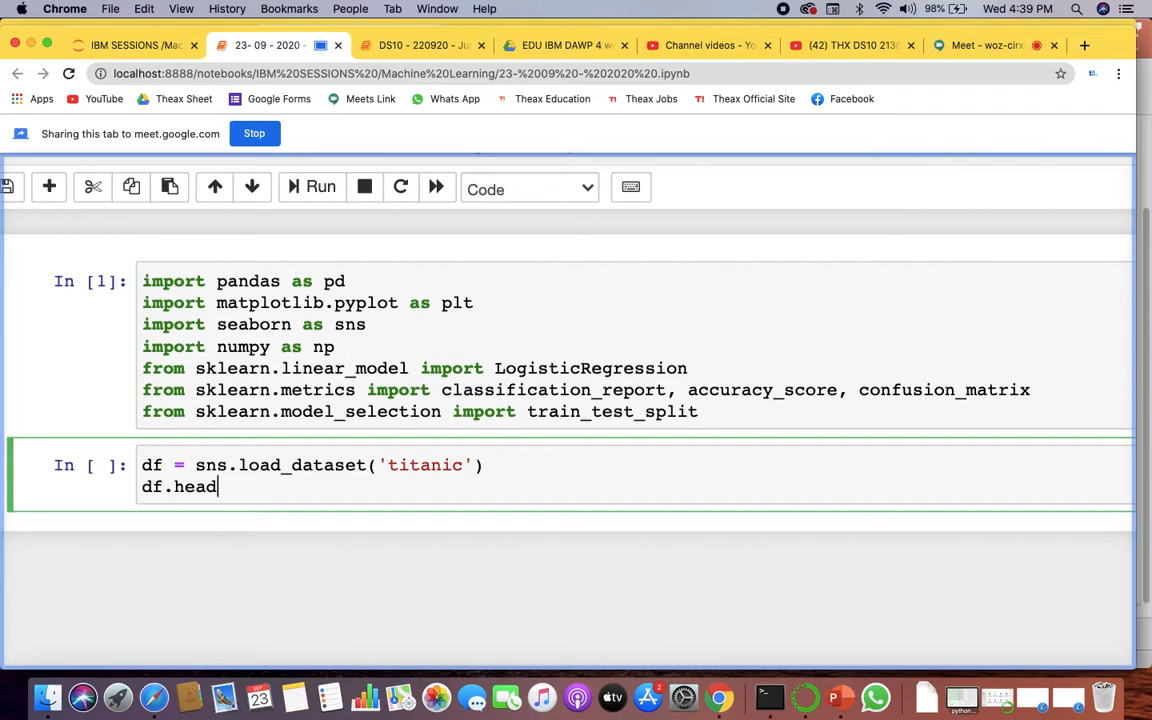 Chrome File Edit View History Bookmarks People Tab Window Help 98% Wed 4:39 PM
IBM SESSIONS /Mac 23- 09 - 2020 - DS10 - 220920 - Ju EDU IBM DAWP 4 w Channel videos - Yo (42) THX DS10 2130 Meet - woz-cirx
localhost:8888/notebooks/IBM%20SESSIONS%20/Machine%20Learning/23-%2009%20-%202020%20.ipynb
Apps YouTube Theax Sheet Google Forms Meets Link Whats App Theax Education Theax Jobs Theax Official Site Facebook
Sharing this tab to meet.google.com Stop
Run Code
In [1]: import pandas as pd
import matplotlib.pyplot as plt
import seaborn as sns
import numpy as np
from sklearn.linear_model import LogisticRegression
from sklearn.metrics import classification_report, accuracy_score, confusion_matrix
from sklearn.model_selection import train_test_split
In [ ]: df = sns.load_dataset('titanic')
df.head